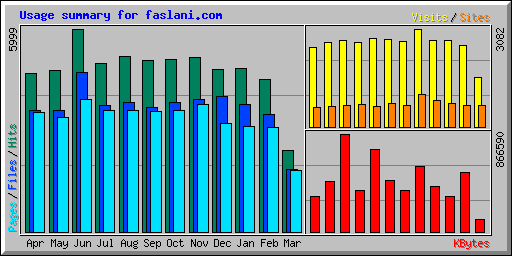 Usage summary for faslani.com
Visits / Sites
5999
3082
Pages / Files / Hits
866590
Apr May Jun Jul Aug Sep Oct Nov Dec Jan Feb Mar
KBytes